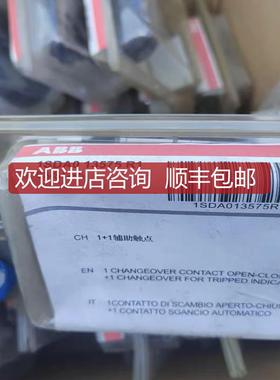 ABB
1SDA013575R1
欢迎进店咨询 顺丰包邮
1SDA013575R
CH 1+1辅助触点
EN 1 CHANGEOVER CONTACT OPEN-CLO
+1 CHANGEOVER FOR TRIPPED INDICA
IT 1CONTATTO DI SCAMBIO APERTO-CHIU
+1 CONTATTO SGANCIO AUTOMATICO